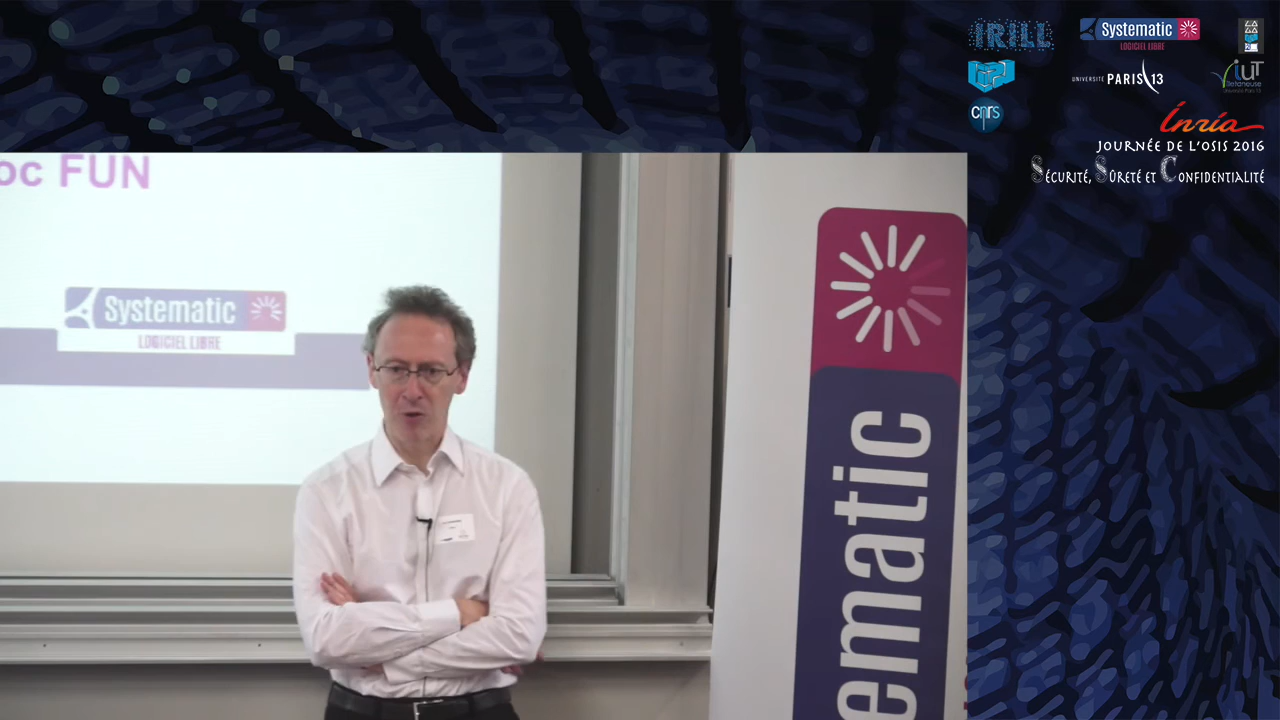 IRILL
Systematic
LOGICIEL LIBRE
UNIVERSITÉ PARIS 13
iUT
CNRS
Inria
JOURNÉE DE L'OSIS 2016
SÉCURITÉ, SÛRETÉ ET CONFIDENTIALITÉ
oc FUN
Systematic
LOGICIEL LIBRE
ematic